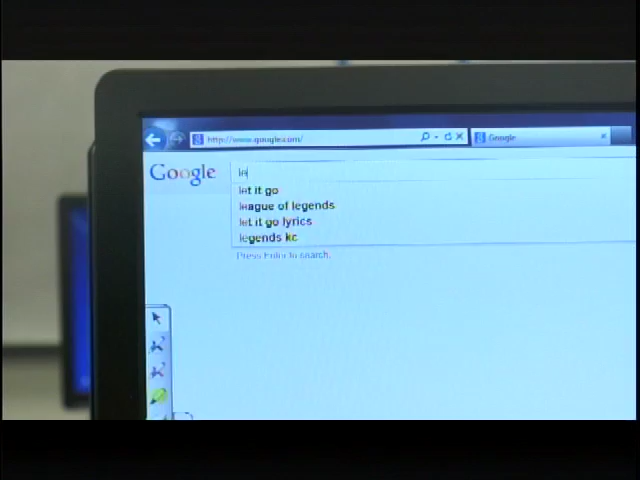 http://www.google.com/
Google
Google
le
let it go
league of legends
let it go lyrics
legends kc
Press Enter to search.